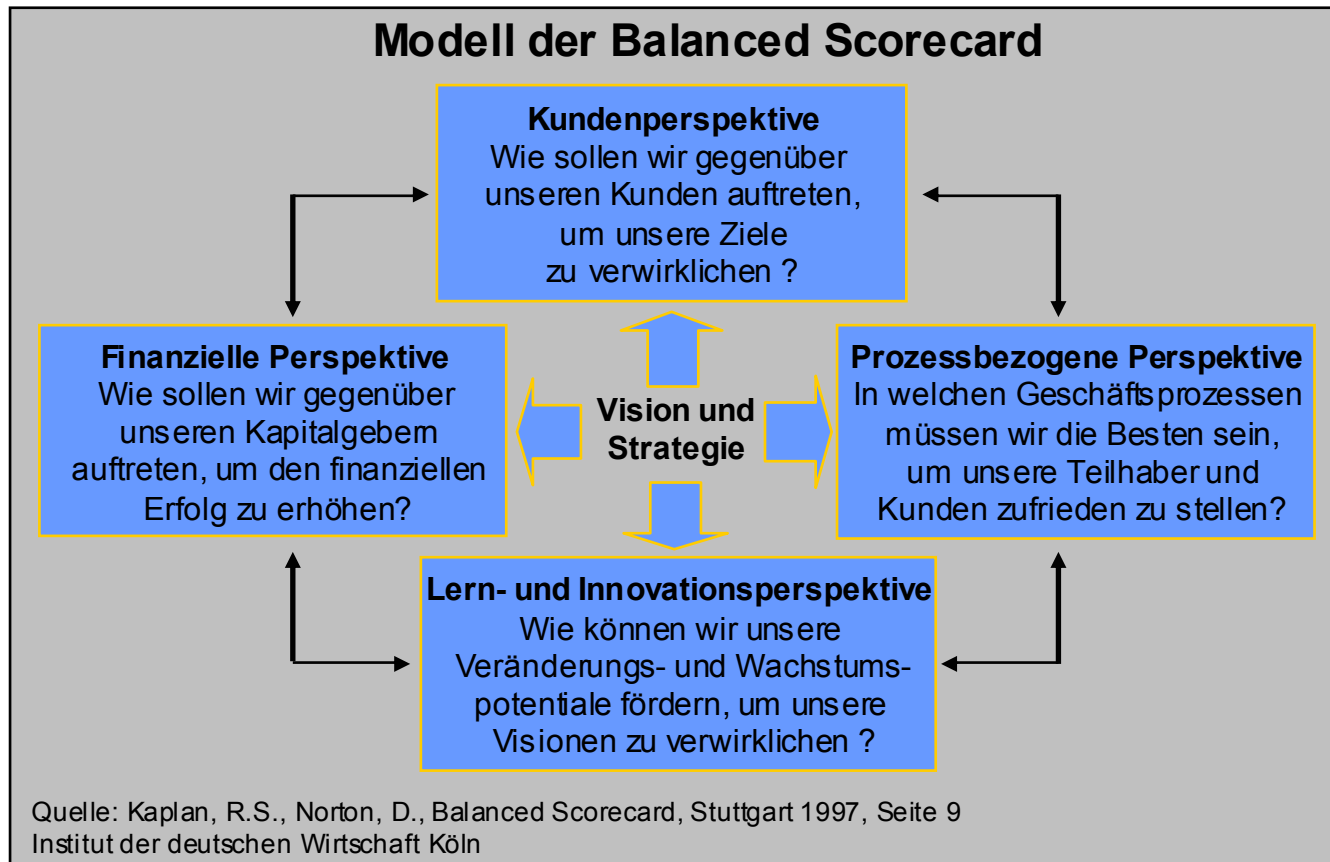 Modell der Balanced Scorecard
Kundenperspektive
Wie sollen wir gegenüber
unseren Kunden auftreten,
um unsere Ziele
zu verwirklichen ?
Finanzielle Perspektive
Wie sollen wir gegenüber
unseren Kapitalgebern
auftreten, um den finanziellen
Erfolg zu erhöhen?
Vision und
Strategie
Prozessbezogene Perspektive
In welchen Geschäftsprozessen
müssen wir die Besten sein,
um unsere Teilhaber und
Kunden zufrieden zu stellen?
Lern- und Innovationsperspektive
Wie können wir unsere
Veränderungs- und Wachstums-
potentiale fördern, um unsere
Visionen zu verwirklichen ?
Quelle: Kaplan, R.S., Norton, D., Balanced Scorecard, Stuttgart 1997, Seite 9
Institut der deutschen Wirtschaft Köln